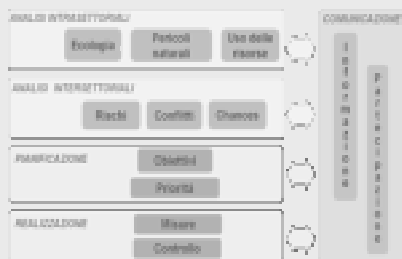 ANALISI INTRASETTORIALI
Ecologia
Pericoli
naturali
Uso delle
risorse
ANALISI INTERSETTORIALI
Rischi
Conflitti
Chances
PIANIFICAZIONE
Obiettivi
Priorità
REALIZZAZIONE
Misure
Controllo
COMUNICAZIONE
Informazione
Partecipazione